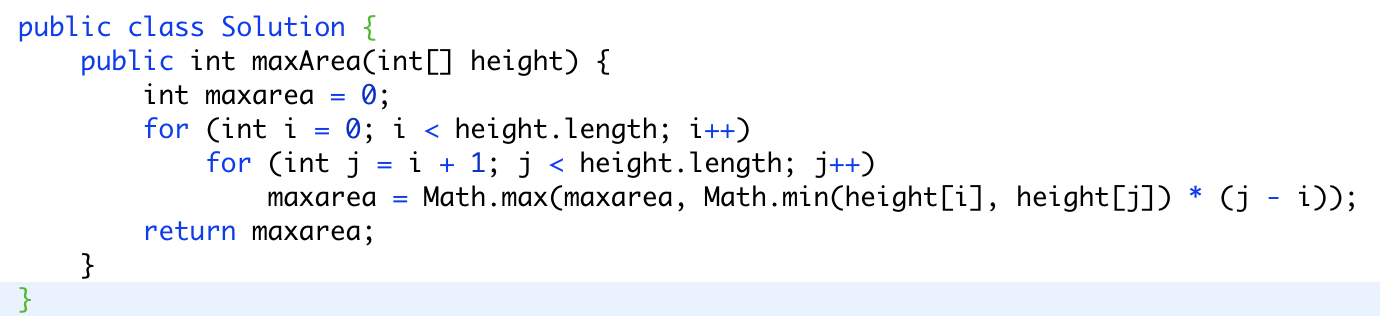 public class Solution {
    public int maxArea(int[] height) {
        int maxarea = 0;
        for (int i = 0; i < height.length; i++)
            for (int j = i + 1; j < height.length; j++)
                maxarea = Math.max(maxarea, Math.min(height[i], height[j]) * (j - i));
        return maxarea;
    }
}